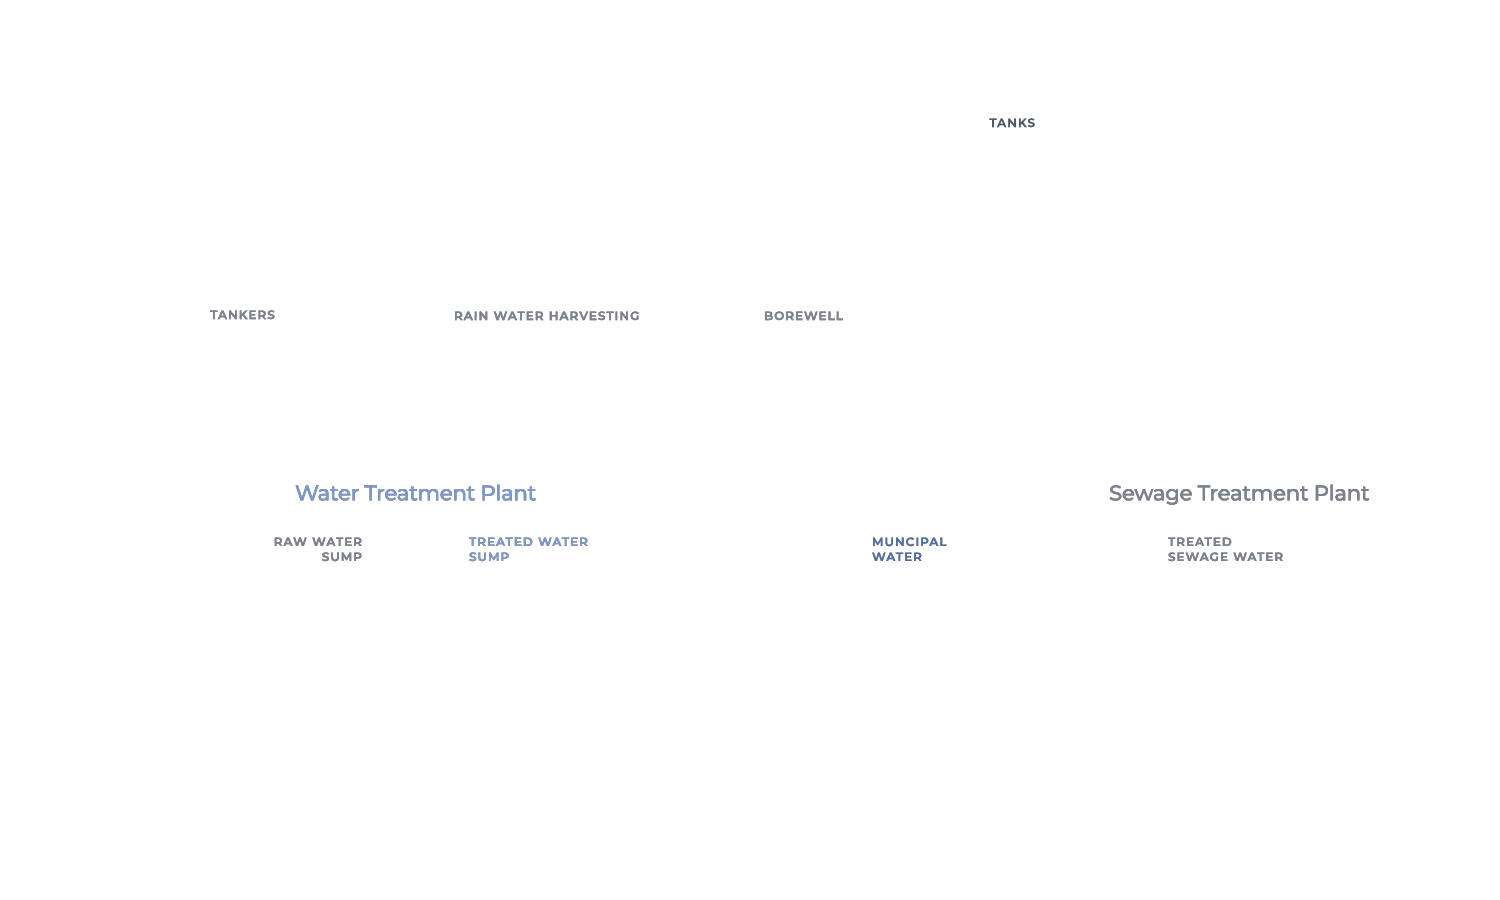 TANKS
TANKERS
RAIN WATER HARVESTING
BOREWELL
Water Treatment Plant
Sewage Treatment Plant
RAW WATER
SUMP
TREATED WATER
SUMP
MUNCIPAL
WATER
TREATED
SEWAGE WATER